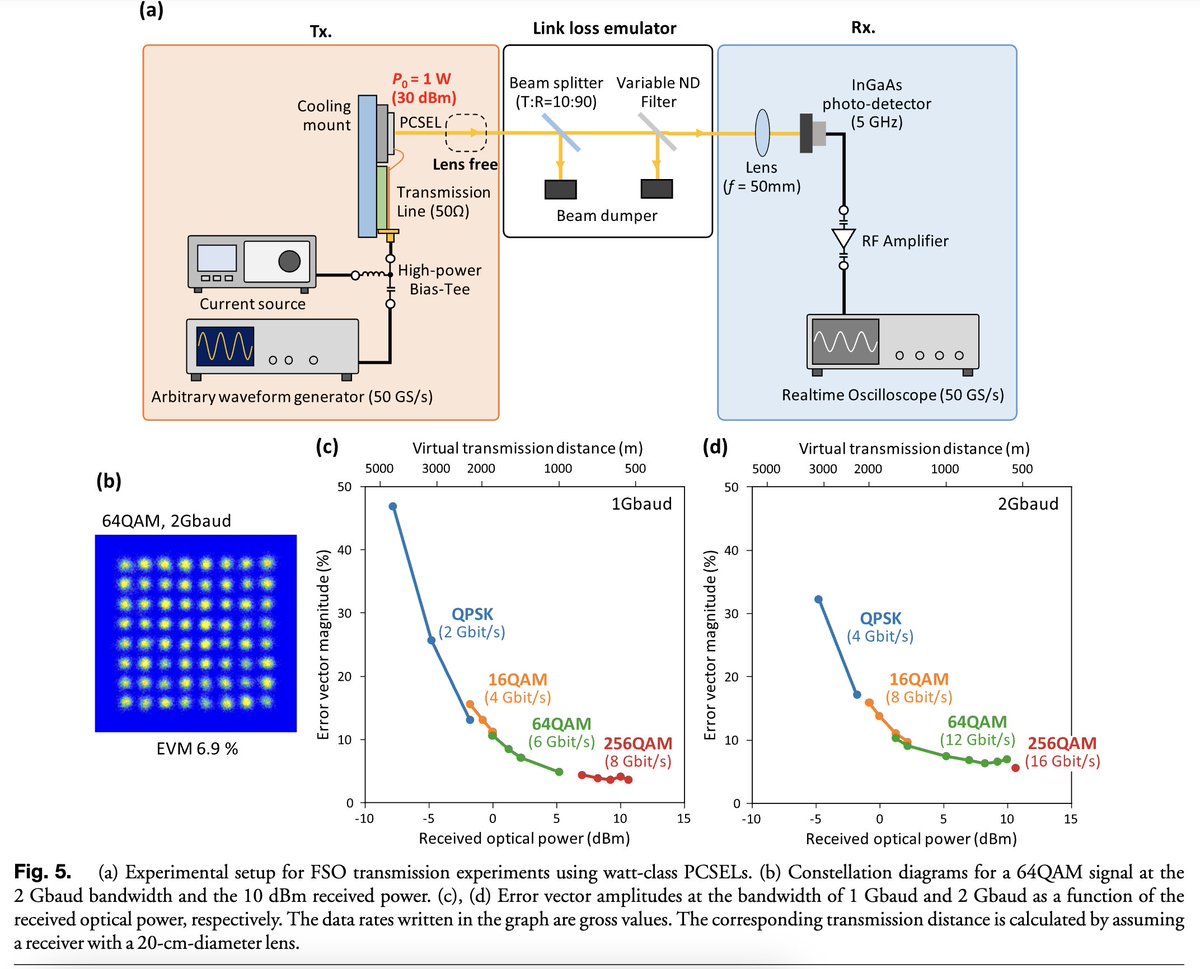 (a)
Tx.
Link loss emulator
Rx.
P₀ = 1 W
(30 dBm)
Cooling
mount
PCSEL
Lens free
Transmission
Line (50Ω)
High-power
Bias-Tee
Current source
Arbitrary waveform generator (50 GS/s)
Beam splitter
(T:R=10:90)
Variable ND
Filter
Beam dumper
InGaAs
photo-detector
(5 GHz)
Lens
(f = 50mm)
RF Amplifier
Realtime Oscilloscope (50 GS/s)
(b)
64QAM, 2Gbaud
EVM 6.9 %
(c)
Virtual transmission distance (m)
5000 3000 2000 1000 500
1Gbaud
50
40
30
20
10
0
Error vector magnitude (%)
QPSK
(2 Gbit/s)
16QAM
(4 Gbit/s)
64QAM
(6 Gbit/s)
256QAM
(8 Gbit/s)
-10 -5 0 5 10 15
Received optical power (dBm)
(d)
Virtual transmission distance (m)
5000 3000 2000 1000 500
2Gbaud
50
40
30
20
10
0
Error vector magnitude (%)
QPSK
(4 Gbit/s)
16QAM
(8 Gbit/s)
64QAM
(12 Gbit/s)
256QAM
(16 Gbit/s)
-10 -5 0 5 10 15
Received optical power (dBm)
Fig. 5. (a) Experimental setup for FSO transmission experiments using watt-class PCSELs. (b) Constellation diagrams for a 64QAM signal at the
2 Gbaud bandwidth and the 10 dBm received power. (c), (d) Error vector amplitudes at the bandwidth of 1 Gbaud and 2 Gbaud as a function of the
received optical power, respectively. The data rates written in the graph are gross values. The corresponding transmission distance is calculated by assuming
a receiver with a 20-cm-diameter lens.